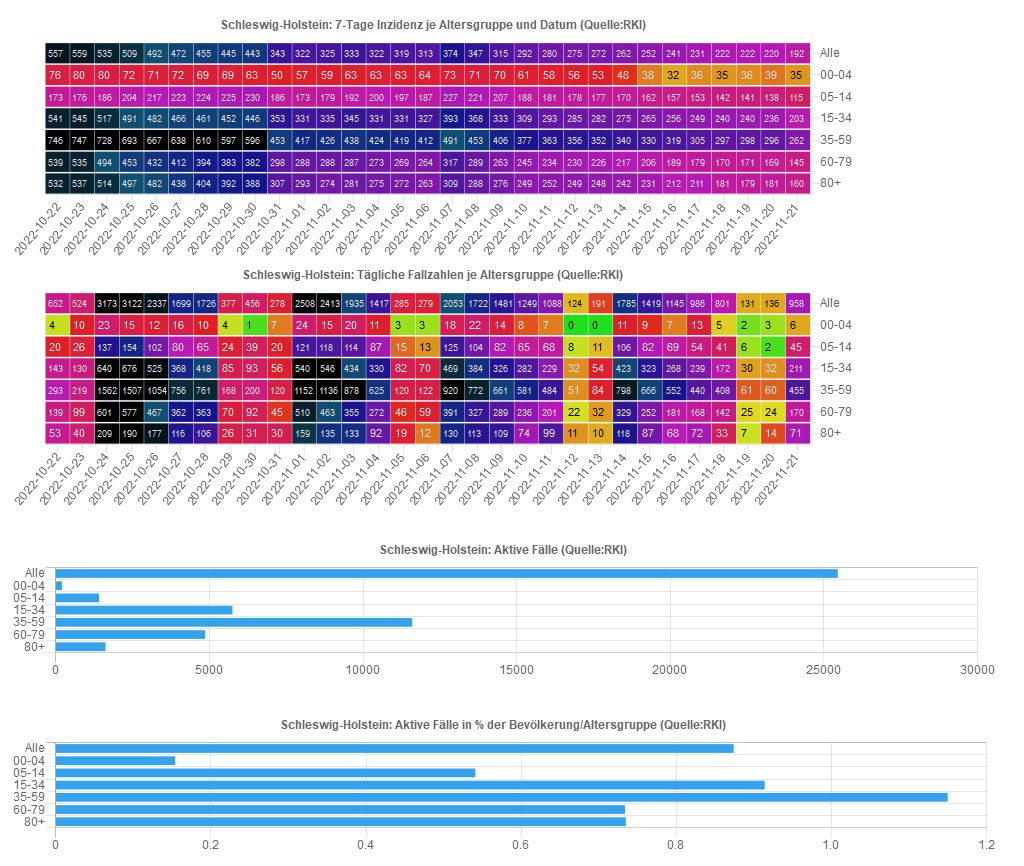 Schleswig-Holstein: 7-Tage Inzidenz je Altersgruppe und Datum (Quelle:RKI)
557 559 535 509 492 472 455 445 443 343 322 325 333 322 319 313 374 347 315 292 280 275 272 262 252 241 231 222 222 220 192 Alle
76 80 80 72 71 72 69 69 63 50 57 59 63 63 63 64 73 71 70 61 58 56 53 48 38 32 36 35 36 39 35 00-04
173 176 186 204 217 223 224 225 230 186 173 179 192 200 197 187 227 221 207 188 181 178 177 170 162 157 153 142 141 138 115 05-14
541 545 517 491 482 466 461 452 446 353 331 335 345 331 331 327 393 368 333 309 293 285 282 275 265 256 249 240 240 236 203 15-34
746 747 728 693 667 638 610 597 596 453 417 426 438 424 419 412 491 453 406 377 363 356 352 347 330 319 305 297 298 296 262 35-59
539 535 494 453 432 412 394 383 382 298 288 288 287 273 269 264 317 289 263 245 234 230 226 217 206 189 179 170 171 169 145 60-79
532 537 514 497 482 438 404 392 388 307 293 274 281 275 272 263 309 288 276 249 252 249 248 242 231 212 211 181 179 181 160 80+
2022-10-22 2022-10-23 2022-10-24 2022-10-25 2022-10-26 2022-10-27 2022-10-28 2022-10-29 2022-10-30 2022-10-31 2022-11-01 2022-11-02 2022-11-03 2022-11-04 2022-11-05 2022-11-06 2022-11-07 2022-11-08 2022-11-09 2022-11-10 2022-11-11 2022-11-12 2022-11-13 2022-11-14 2022-11-15 2022-11-16 2022-11-17 2022-11-18 2022-11-19 2022-11-20 2022-11-21
Schleswig-Holstein: Tägliche Fallzahlen je Altersgruppe (Quelle:RKI)
652 524 3173 3122 2337 1699 1726 377 456 278 2508 2413 1935 1417 285 279 2053 1722 1481 1249 1088 124 191 1785 1419 1145 986 801 131 136 958 Alle
4 10 23 15 12 16 10 4 1 7 24 15 20 11 3 3 18 22 14 8 7 0 0 11 9 7 13 5 2 3 6 00-04
20 26 137 154 102 80 65 24 39 20 121 118 114 87 15 13 125 104 82 65 68 8 11 106 82 69 54 41 6 2 45 05-14
143 130 640 676 525 368 418 85 93 56 540 546 434 330 82 70 469 384 326 282 229 32 54 423 323 268 239 172 30 32 211 15-34
293 219 1562 1507 1054 756 761 168 200 120 1152 1136 878 625 120 122 920 772 661 581 484 51 84 798 666 552 440 408 61 60 455 35-59
139 99 601 577 467 362 363 70 92 45 510 463 355 272 46 59 391 327 289 236 201 22 32 329 252 181 168 142 25 24 170 60-79
53 40 209 190 177 116 106 26 31 30 159 135 133 92 19 12 130 113 109 74 99 11 10 118 87 68 72 33 7 14 71 80+
2022-10-22 2022-10-23 2022-10-24 2022-10-25 2022-10-26 2022-10-27 2022-10-28 2022-10-29 2022-10-30 2022-10-31 2022-11-01 2022-11-02 2022-11-03 2022-11-04 2022-11-05 2022-11-06 2022-11-07 2022-11-08 2022-11-09 2022-11-10 2022-11-11 2022-11-12 2022-11-13 2022-11-14 2022-11-15 2022-11-16 2022-11-17 2022-11-18 2022-11-19 2022-11-20 2022-11-21
Schleswig-Holstein: Aktive Fälle (Quelle:RKI)
Alle
00-04
05-14
15-34
35-59
60-79
80+
0 5000 10000 15000 20000 25000 30000
Schleswig-Holstein: Aktive Fälle in % der Bevölkerung/Altersgruppe (Quelle:RKI)
Alle
00-04
05-14
15-34
35-59
60-79
80+
0 0.2 0.4 0.6 0.8 1.0 1.2